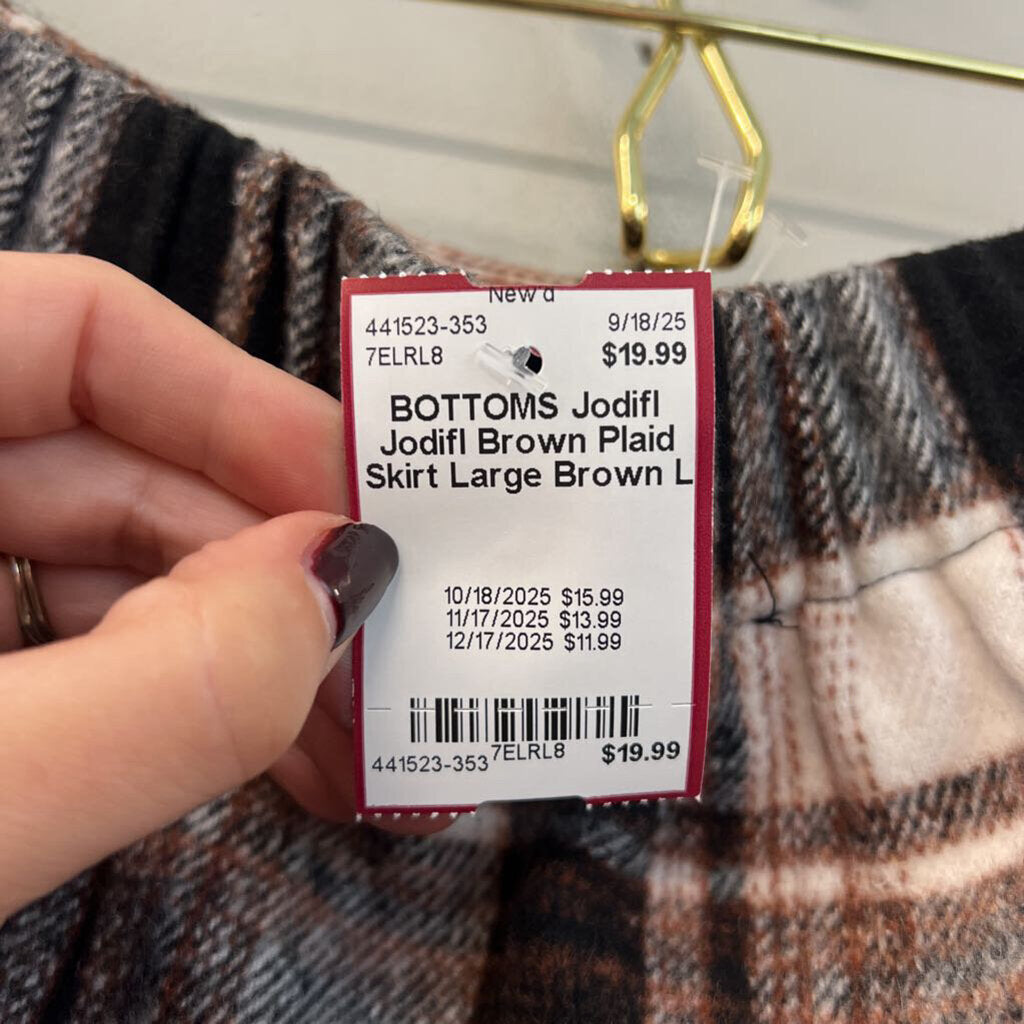 New'd
441523-353 9/18/25
7ELRL8 $19.99
BOTTOMS Jodifl
Jodifl Brown Plaid
Skirt Large Brown L
10/18/2025 $15.99
11/17/2025 $13.99
12/17/2025 $11.99
441523-353 7ELRL8 $19.99